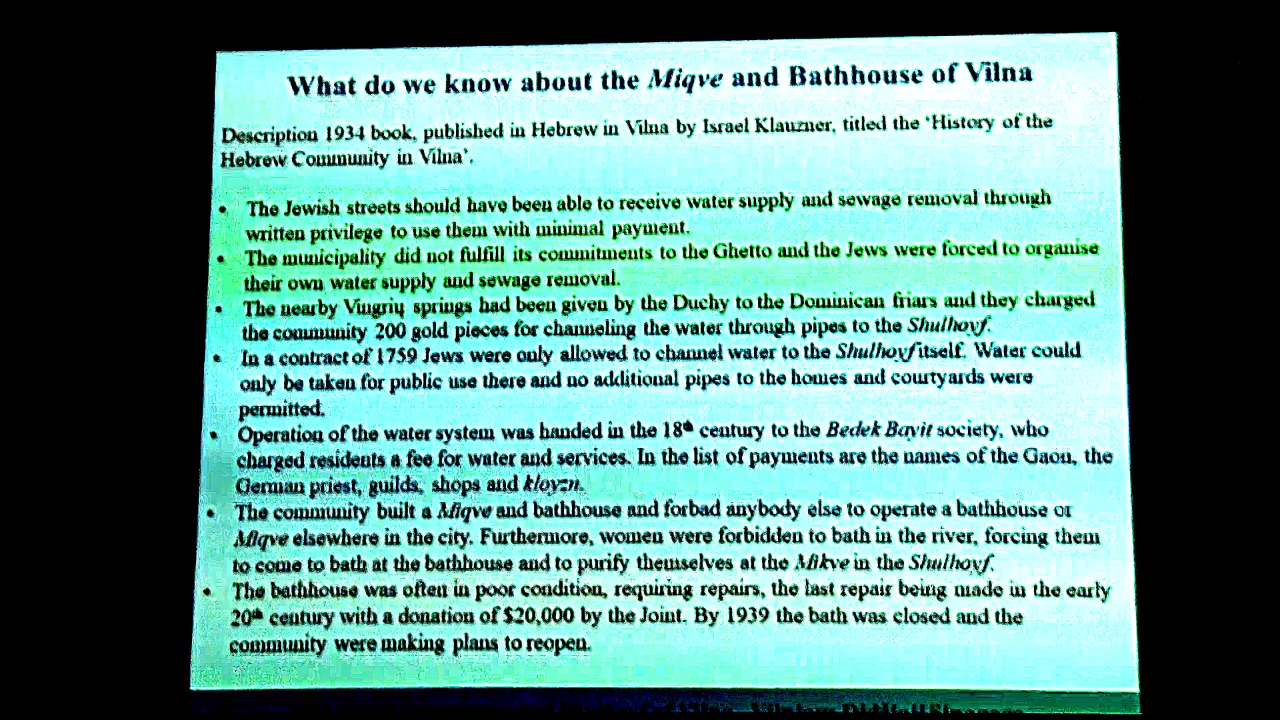 What do we know about the Miqve and Bathhouse of Vilna
Description 1934 book, published in Hebrew in Vilna by Israel Klauzner, titled the ‘History of the
Hebrew Community in Vilna’.
• The Jewish streets should have been able to receive water supply and sewage removal through
written privilege to use them with minimal payment.
• The municipality did not fulfill its commitments to the Ghetto and the Jews were forced to organise
their own water supply and sewage removal.
• The nearby Vingrių springs had been given by the Duchy to the Dominican friars and they charged
the community 200 gold pieces for channeling the water through pipes to the Shulhoyf.
• In a contract of 1759 Jews were only allowed to channel water to the Shulhoyf itself. Water could
only be taken for public use there and no additional pipes to the homes and courtyards were
permitted.
• Operation of the water system was handed in the 18th century to the Bedek Bayit society, who
charged residents a fee for water and services. In the list of payments are the names of the Gaon, the
German priest, guilds, shops and kloyzn.
• The community built a Miqve and bathhouse and forbad anybody else to operate a bathhouse or
Miqve elsewhere in the city. Furthermore, women were forbidden to bath in the river, forcing them
to come to bath at the bathhouse and to purify themselves at the Mikve in the Shulhoyf.
• The bathhouse was often in poor condition, requiring repairs, the last repair being made in the early
20th century with a donation of $20,000 by the Joint. By 1939 the bath was closed and the
community were making plans to reopen.